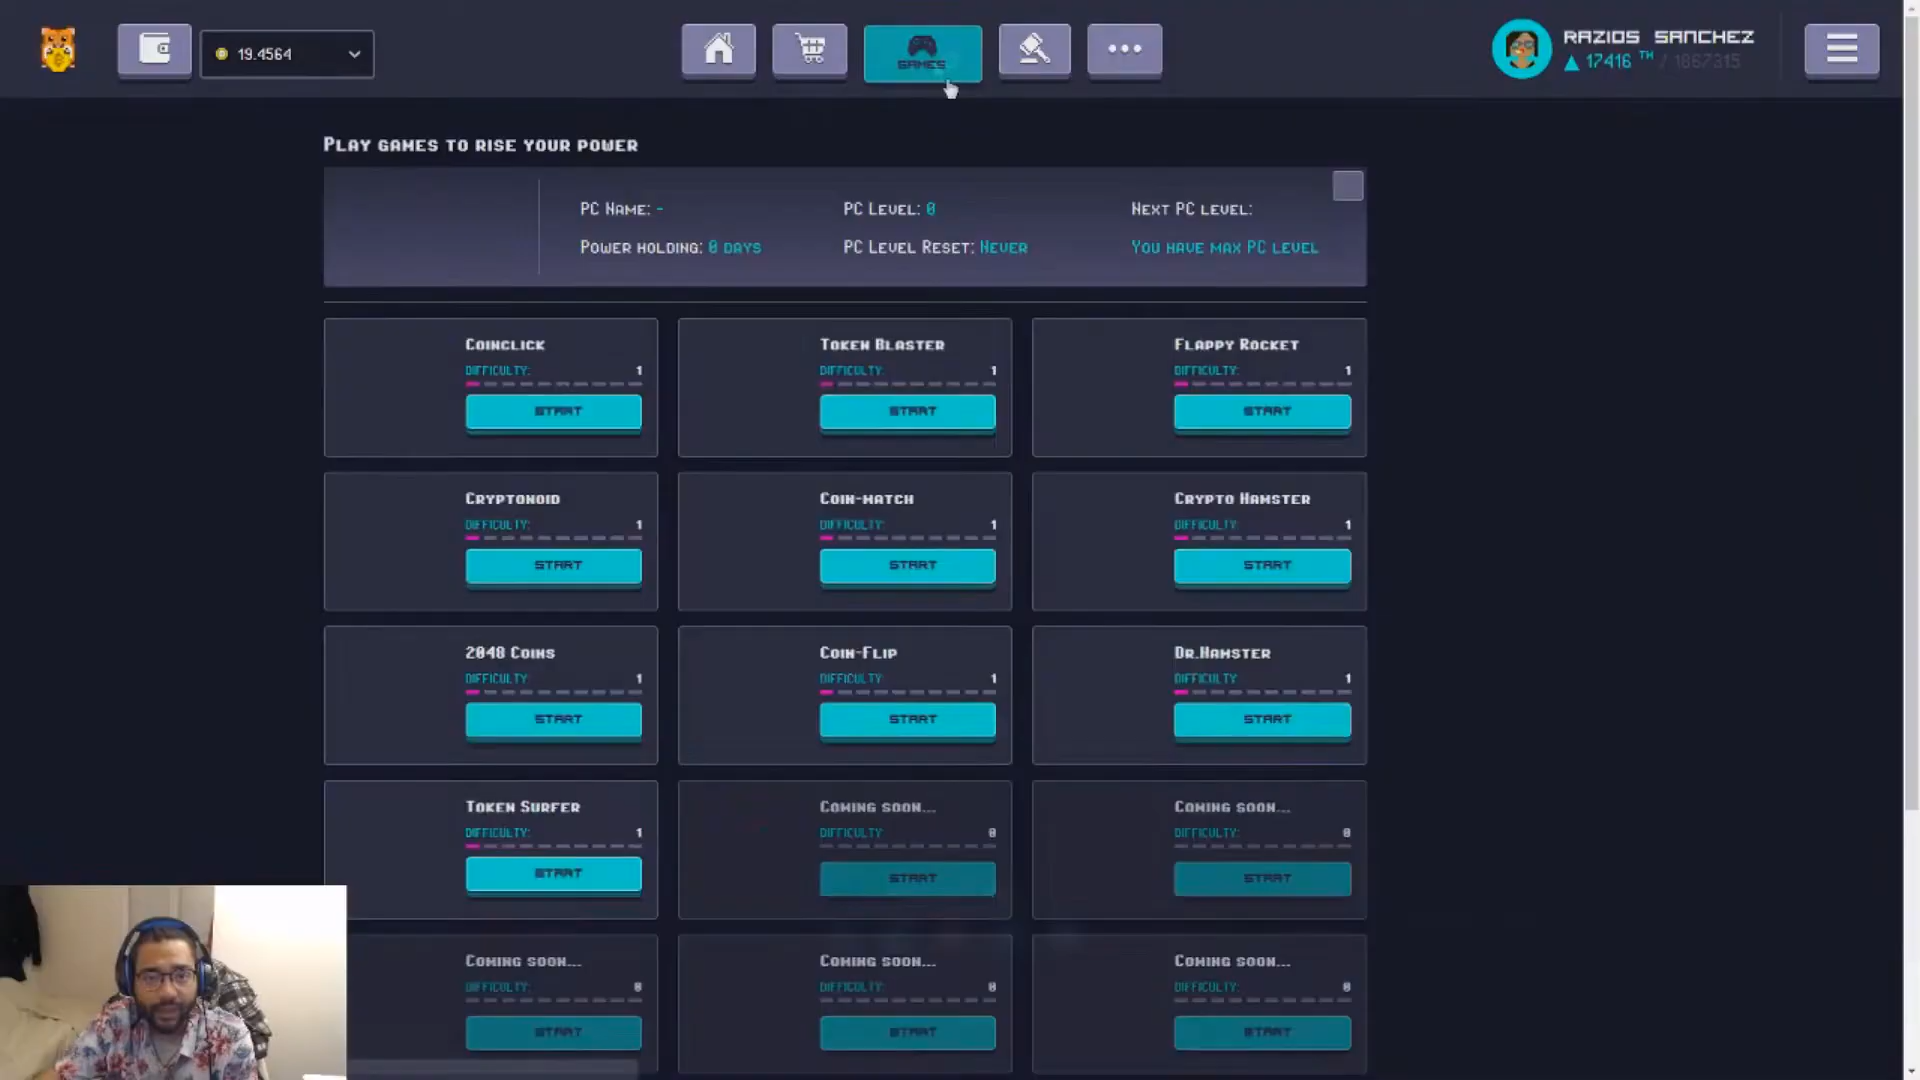 19.4564
GAMES
RAZIOS SANCHEZ
17416 TH / 1867315
PLAY GAMES TO RISE YOUR POWER
PC NAME: -
PC LEVEL: 0
NEXT PC LEVEL:
POWER HOLDING: 0 DAYS
PC LEVEL RESET: NEVER
YOU HAVE MAX PC LEVEL
COINCLICK
DIFFICULTY: 1
START
TOKEN BLASTER
DIFFICULTY: 1
START
FLAPPY ROCKET
DIFFICULTY: 1
START
CRYPTONOID
DIFFICULTY: 1
START
COIN-MATCH
DIFFICULTY: 1
START
CRYPTO HAMSTER
DIFFICULTY: 1
START
2048 COINS
DIFFICULTY: 1
START
COIN-FLIP
DIFFICULTY: 1
START
DR.HAMSTER
DIFFICULTY: 1
START
TOKEN SURFER
DIFFICULTY: 1
START
COMING SOON...
DIFFICULTY: 0
START
COMING SOON...
DIFFICULTY: 0
START
COMING SOON...
DIFFICULTY: 0
START
COMING SOON...
DIFFICULTY: 0
START
COMING SOON...
DIFFICULTY: 0
START